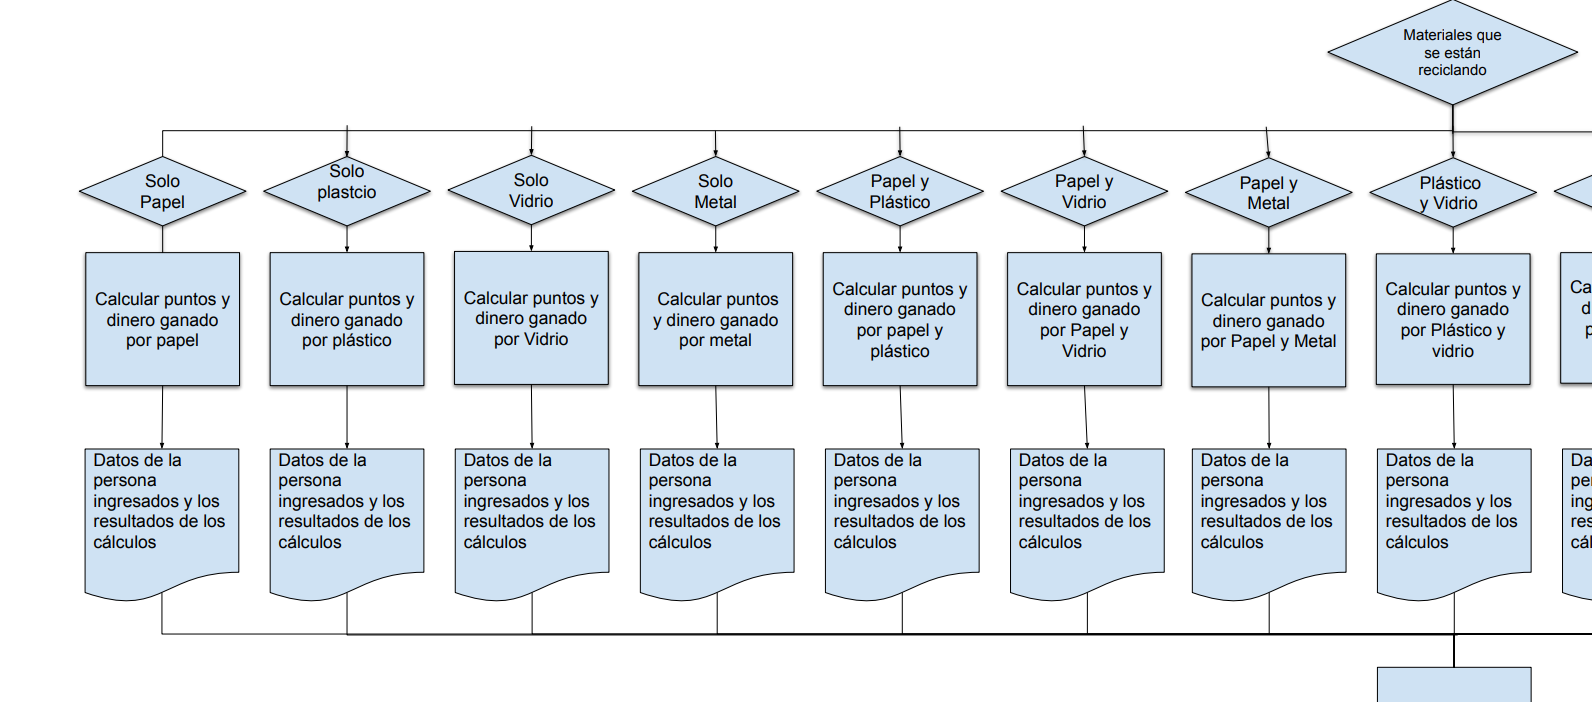 Materiales que
se están
reciclando
Solo
Papel
Solo
plastcio
Solo
Vidrio
Solo
Metal
Papel y
Plástico
Papel y
Vidrio
Papel y
Metal
Plástico
y Vidrio
Calcular puntos y
dinero ganado
por papel
Calcular puntos y
dinero ganado
por plástico
Calcular puntos y
dinero ganado
por Vidrio
Calcular puntos
y dinero ganado
por metal
Calcular puntos y
dinero ganado
por papel y
plástico
Calcular puntos y
dinero ganado
por Papel y
Vidrio
Calcular puntos y
dinero ganado
por Papel y Metal
Calcular puntos y
dinero ganado
por Plástico y
vidrio
Datos de la
persona
ingresados y los
resultados de los
cálculos
Datos de la
persona
ingresados y los
resultados de los
cálculos
Datos de la
persona
ingresados y los
resultados de los
cálculos
Datos de la
persona
ingresados y los
resultados de los
cálculos
Datos de la
persona
ingresados y los
resultados de los
cálculos
Datos de la
persona
ingresados y los
resultados de los
cálculos
Datos de la
persona
ingresados y los
resultados de los
cálculos
Datos de la
persona
ingresados y los
resultados de los
cálculos